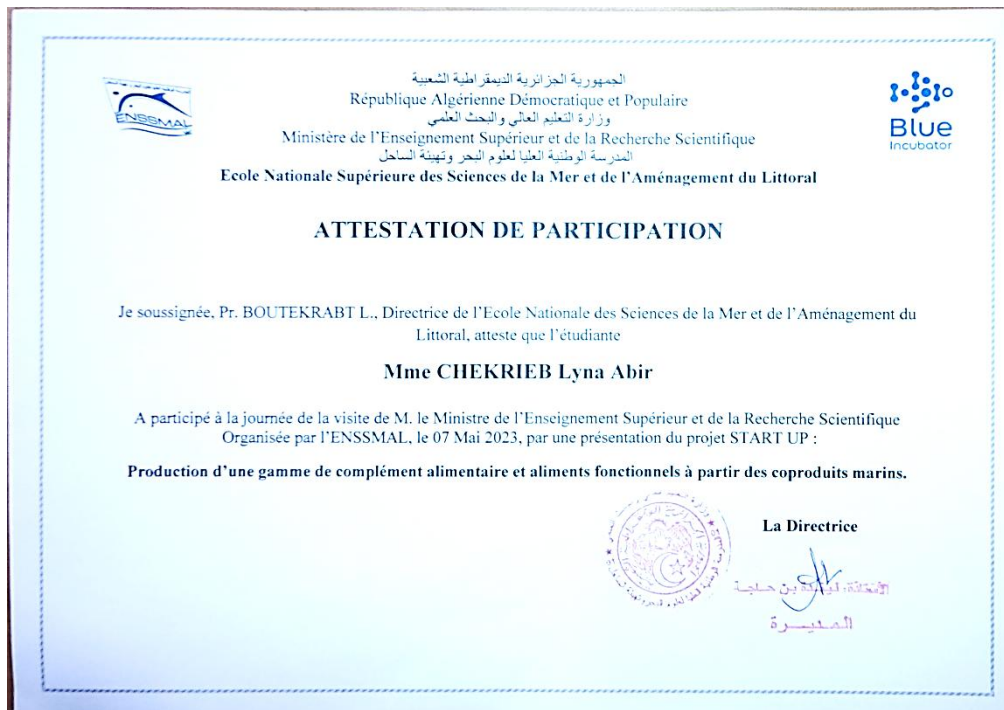 الجمهورية الجزائرية الديمقراطية الشعبية
République Algérienne Démocratique et Populaire
وزارة التعليم العالي والبحث العلمي
Ministère de l'Enseignement Supérieur et de la Recherche Scientifique
المدرسة الوطنية العليا لعلوم البحر وتهيئة الساحل
Ecole Nationale Supérieure des Sciences de la Mer et de l'Aménagement du Littoral
ENSSMAL
Blue
Incubator
ATTESTATION DE PARTICIPATION
Je soussignée, Pr. BOUTEKRABT L., Directrice de l'Ecole Nationale des Sciences de la Mer et de l'Aménagement du
Littoral, atteste que l'étudiante
Mme CHEKRIEB Lyna Abir
A participé à la journée de la visite de M. le Ministre de l'Enseignement Supérieur et de la Recherche Scientifique
Organisée par l'ENSSMAL, le 07 Mai 2023, par une présentation du projet START UP :
Production d'une gamme de complément alimentaire et aliments fonctionnels à partir des coproduits marins.
La Directrice
المديـــرة